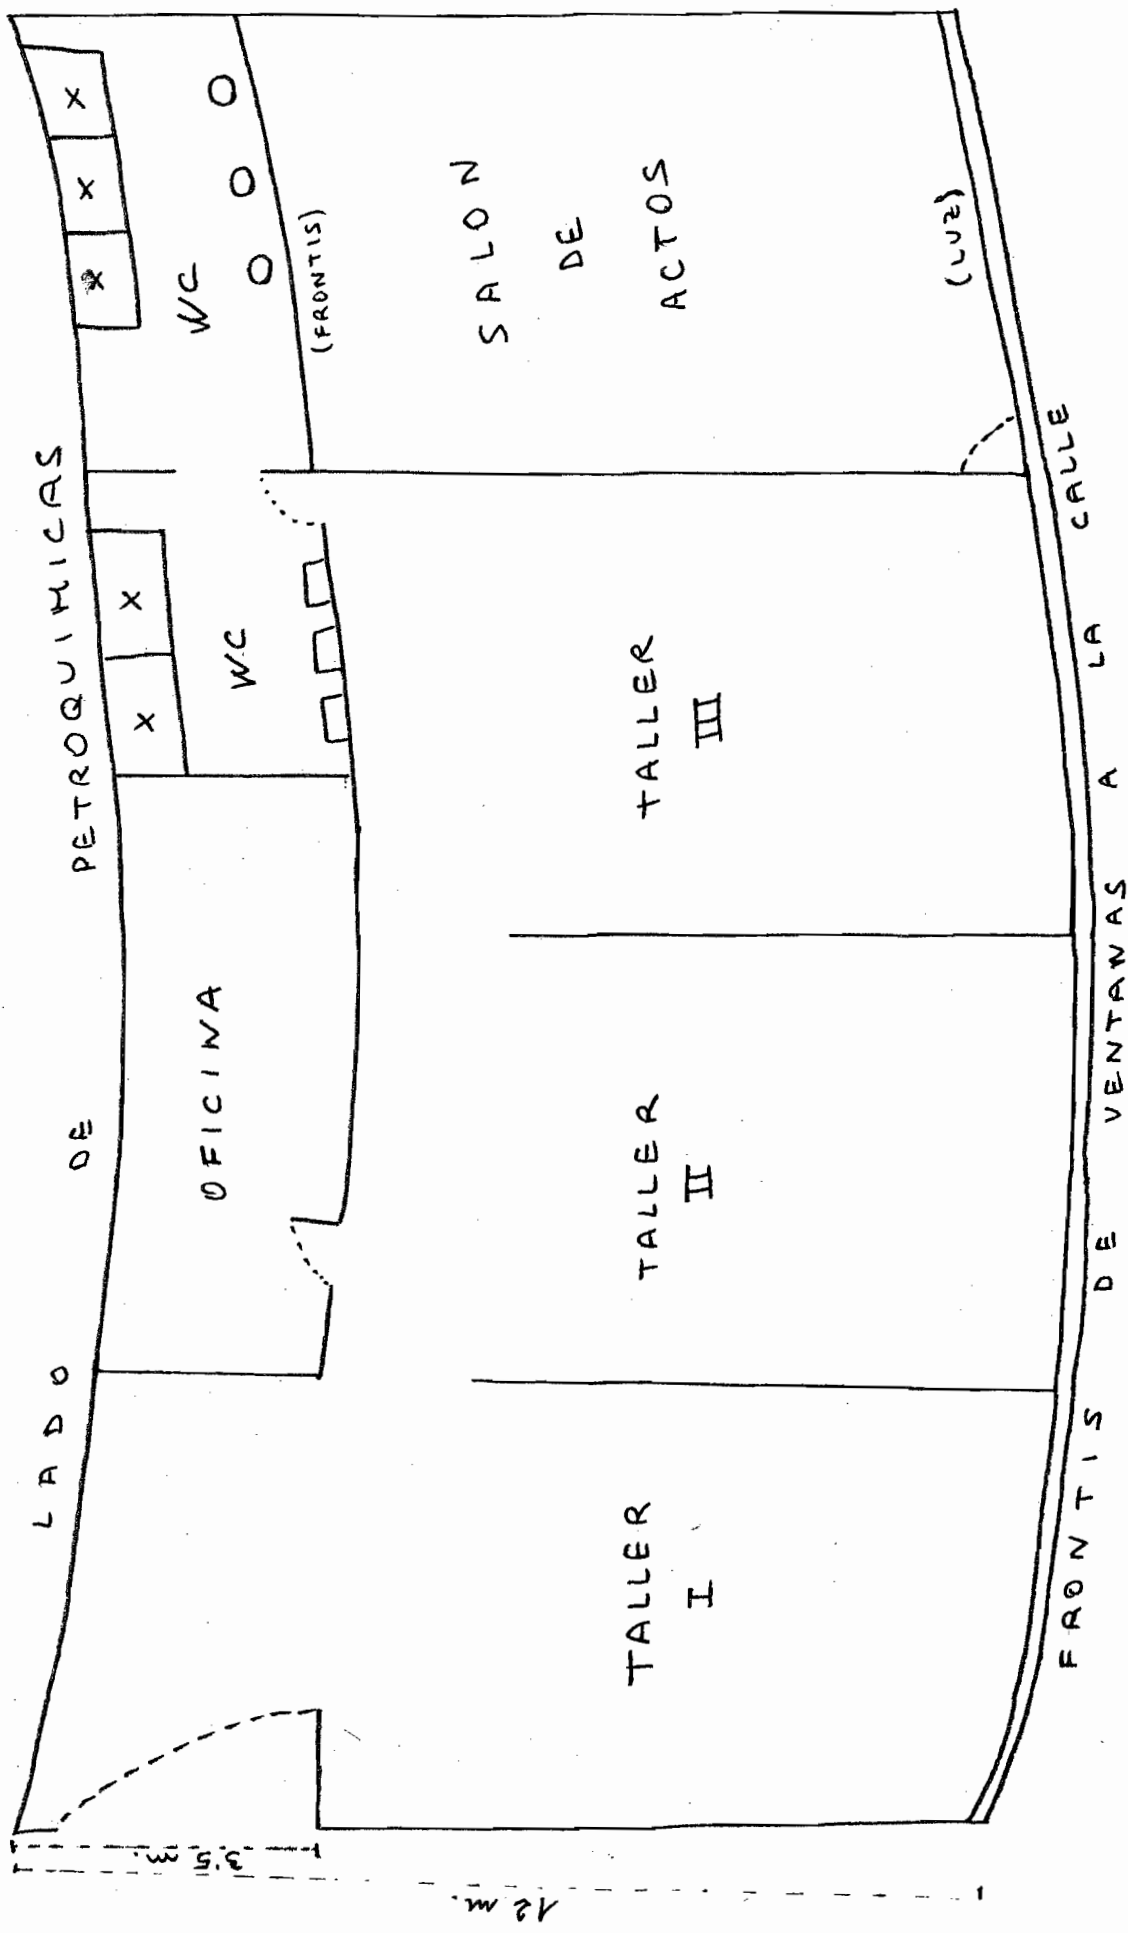 LADO DE PETROQUIMICAS
X
X
X
X
X
WC
WC
OFICINA
(FRONTIS)
SALON
DE
ACTOS
TALLER
I
TALLER
II
TALLER
III
(LUZ)
FRONTIS DE VENTANAS A LA CALLE
3'5 m.
12 m.